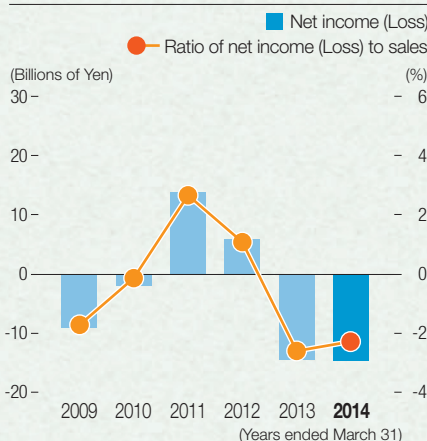 Net income (Loss)
Ratio of net income (Loss) to sales
(Billions of Yen) (%)
30 6
20 4
10 2
0 0
-10 -2
-20 -4
2009 2010 2011 2012 2013 2014
(Years ended March 31)